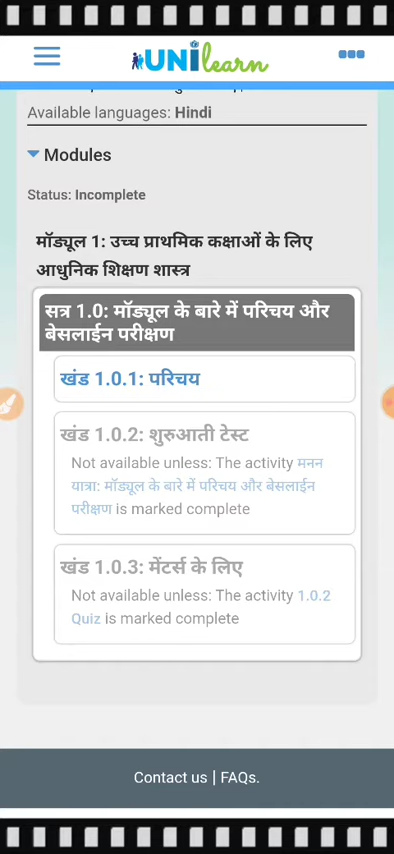 UNilearn
Available languages: Hindi
Modules
Status: Incomplete
मॉड्यूल 1: उच्च प्राथमिक कक्षाओं के लिए
आधुनिक शिक्षण शास्त्र
सत्र 1.0: मॉड्यूल के बारे में परिचय और
बेसलाईन परीक्षण
खंड 1.0.1: परिचय
खंड 1.0.2: शुरुआती टेस्ट
Not available unless: The activity मनन
यात्रा: मॉड्यूल के बारे में परिचय और बेसलाईन
परीक्षण is marked complete
खंड 1.0.3: मेंटर्स के लिए
Not available unless: The activity 1.0.2
Quiz is marked complete
Contact us | FAQs.